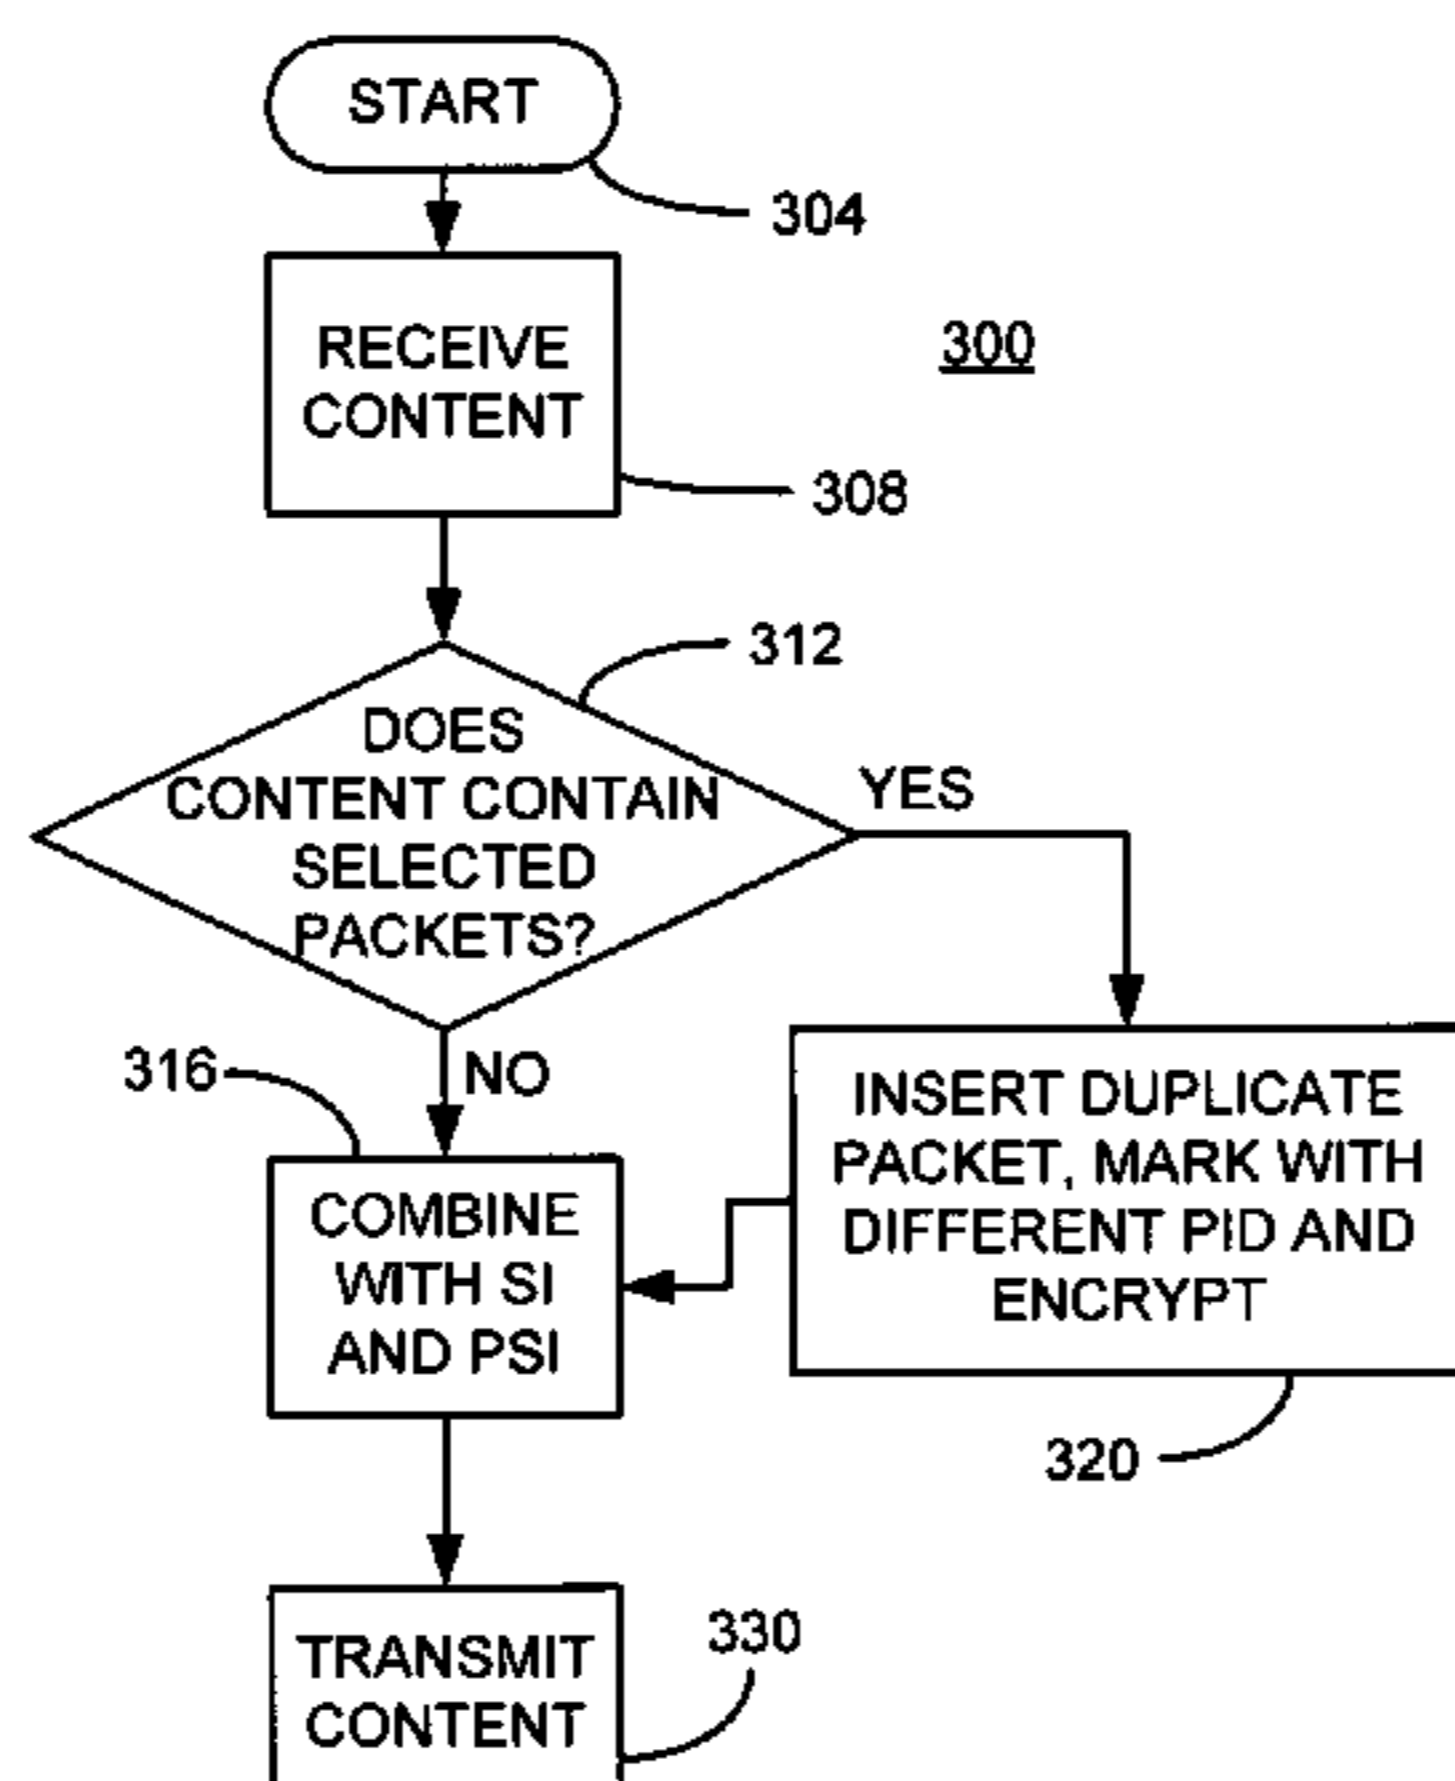 START
304
RECEIVE
CONTENT
300
308
312
DOES
CONTENT CONTAIN
SELECTED
PACKETS?
YES
NO
316
COMBINE
WITH SI
AND PSI
INSERT DUPLICATE
PACKET, MARK WITH
DIFFERENT PID AND
ENCRYPT
320
TRANSMIT
CONTENT
330